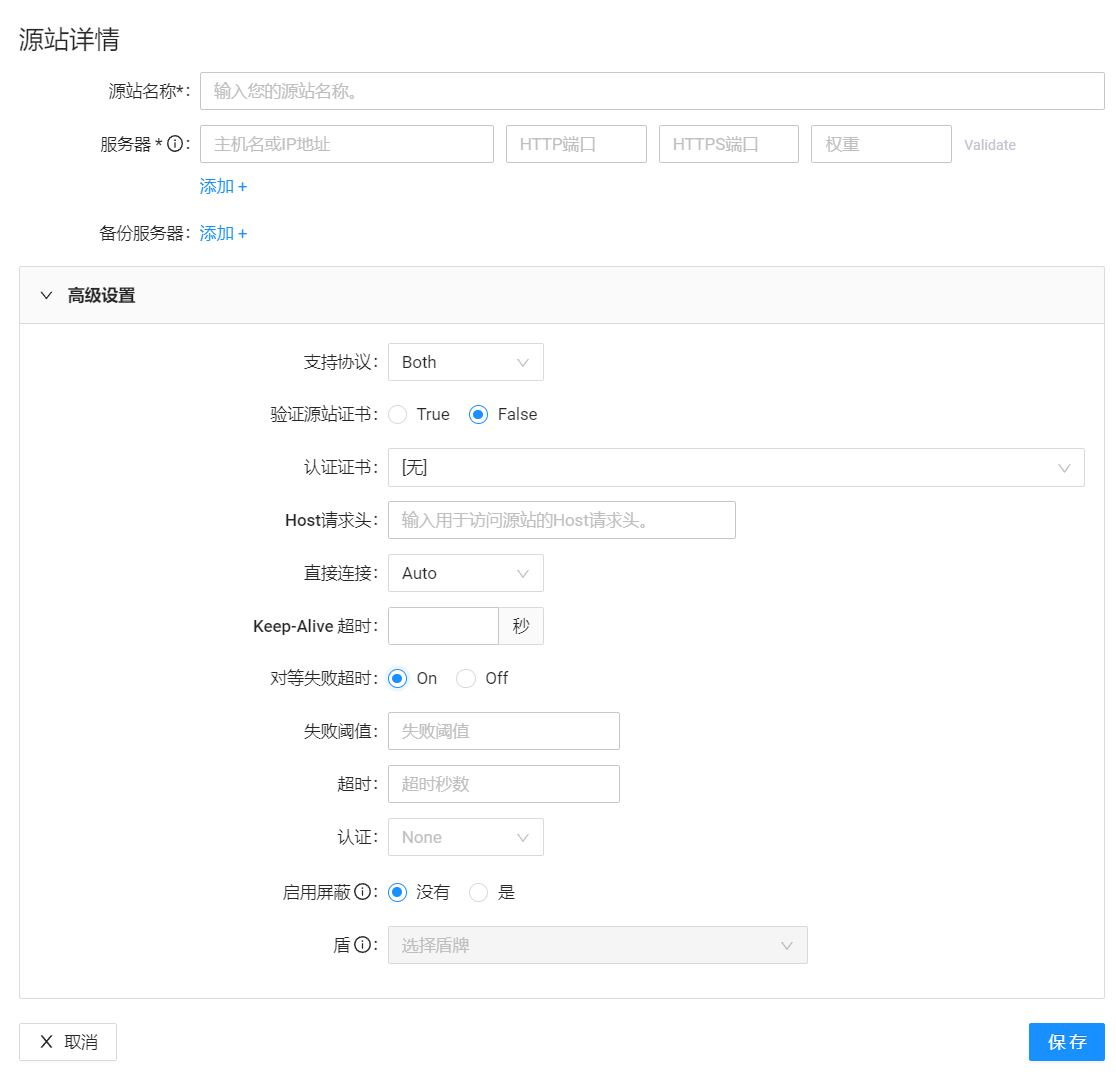 源站详情
源站名称*: 输入您的源站名称。
服务器 * : 主机名或IP地址 HTTP端口 HTTPS端口 权重 Validate
添加 +
备份服务器: 添加 +
高级设置
支持协议: Both
验证源站证书: True False
认证证书: [无]
Host请求头: 输入用于访问源站的Host请求头。
直接连接: Auto
Keep-Alive 超时: 秒
对等失败超时: On Off
失败阈值: 失败阈值
超时: 超时秒数
认证: None
启用屏蔽 : 没有 是
盾 : 选择盾牌
取消 保存